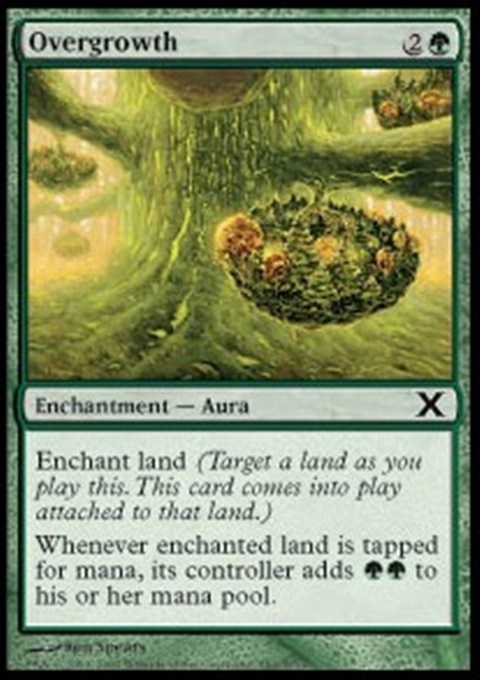 Overgrowth 2
Enchantment — Aura X
Enchant land (Target a land as you
play this. This card comes into play
attached to that land.)
Whenever enchanted land is tapped
for mana, its controller adds to
his or her mana pool.